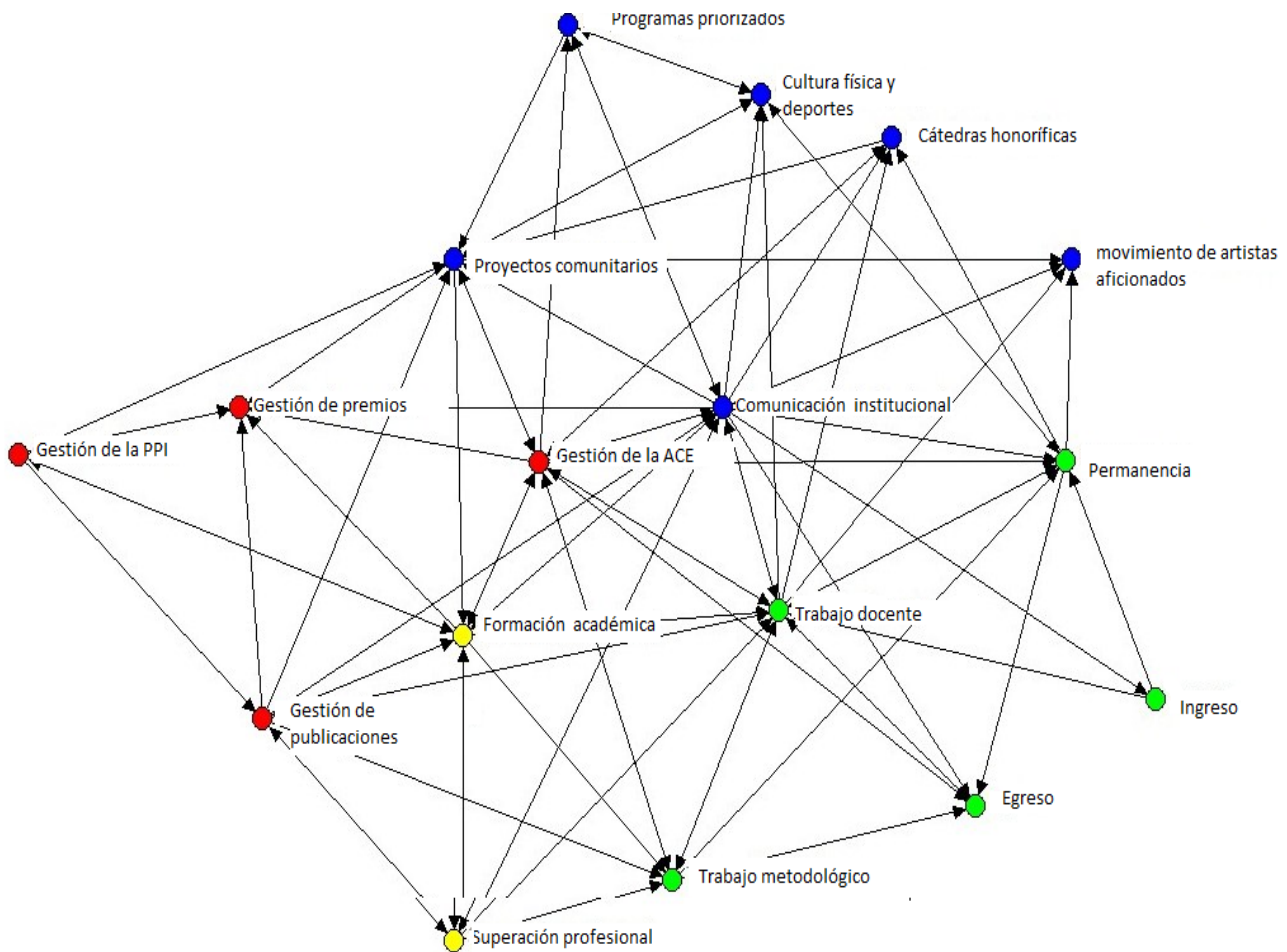 Programas priorizados
Cultura física y
deportes
Cátedras honoríficas
movimiento de artistas
aficionados
Proyectos comunitarios
Gestión de premios
Comunicación institucional
Gestión de la PPI
Gestión de la ACE
Permanencia
Trabajo docente
Formación académica
Ingreso
Gestión de
publicaciones
Egreso
Trabajo metodológico
Superación profesional